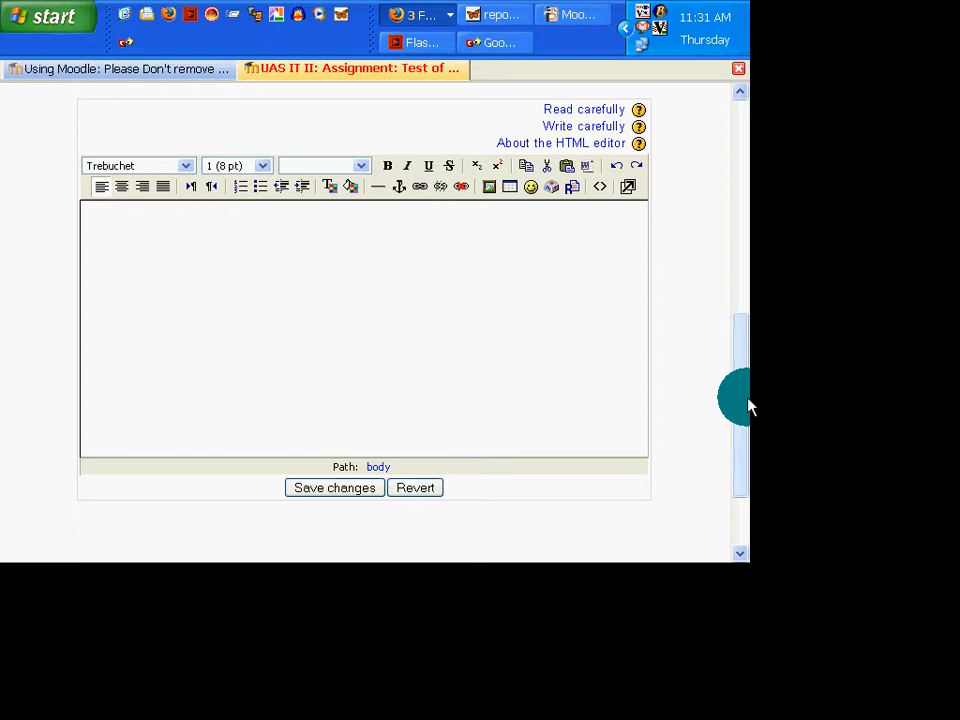 start
3 F...
repo...
Moo...
11:31 AM
Flas...
Goo...
Thursday
Using Moodle: Please Don't remove ...
UAS IT II: Assignment: Test of ...
Read carefully
Write carefully
About the HTML editor
Trebuchet
1 (8 pt)
B I U S
Path: body
Save changes
Revert